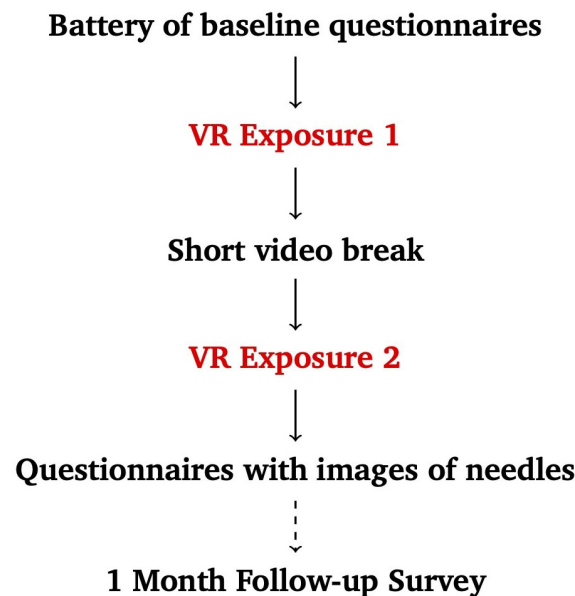 Battery of baseline questionnaires
VR Exposure 1
Short video break
VR Exposure 2
Questionnaires with images of needles
1 Month Follow-up Survey